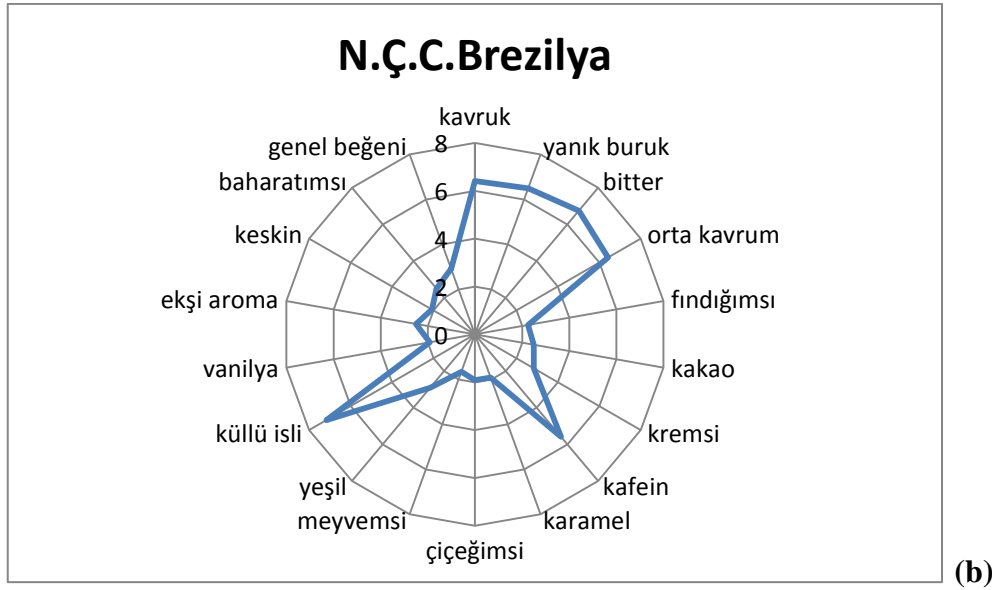 N.Ç.C.Brezilya
kavruk
genel beğeni
8
yanık buruk
baharatımsı
6
bitter
keskin
4
orta kavrum
ekşi aroma
2
fındığımsı
0
vanilya
kakao
küllü isli
kremsi
yeşil
kafein
meyvemsi
karamel
çiçeğimsi
(b)